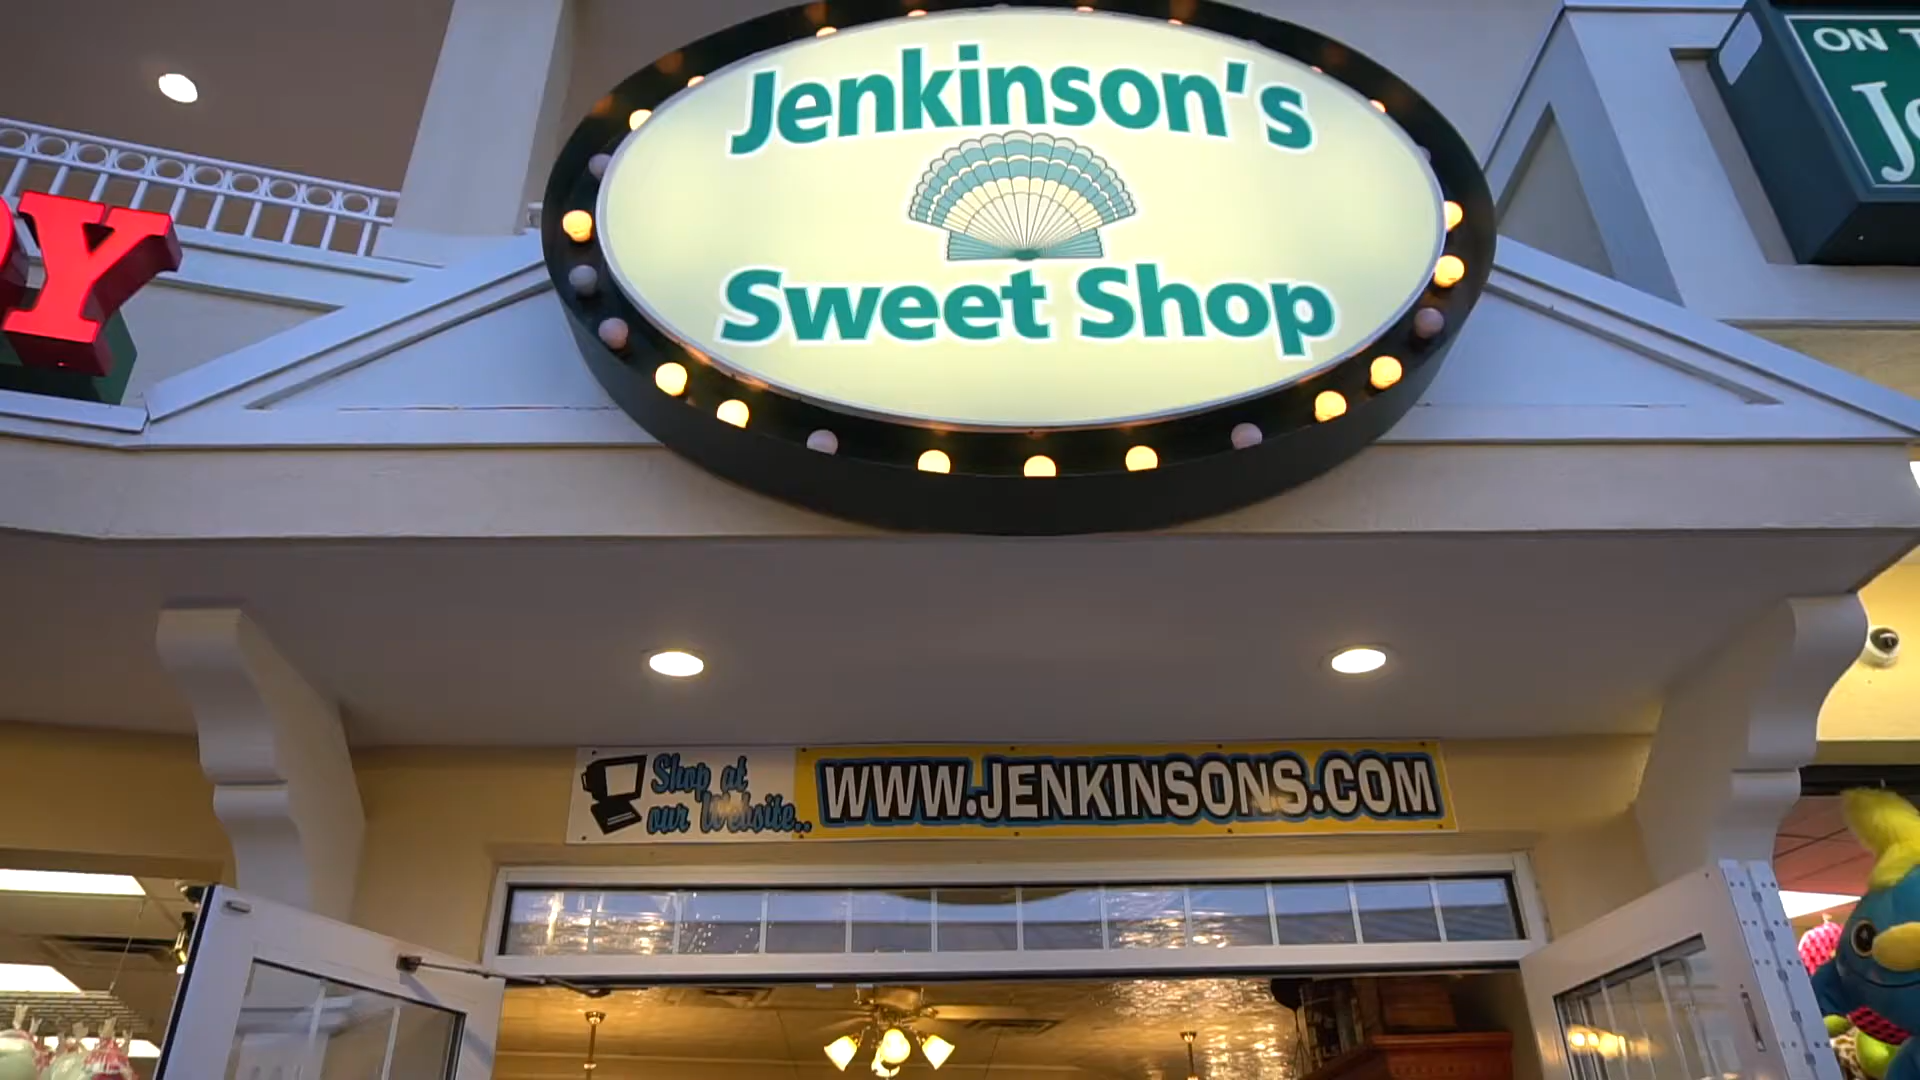 Jenkinson's
Sweet Shop
Y
ON
Shop at
our Website..
WWW.JENKINSONS.COM